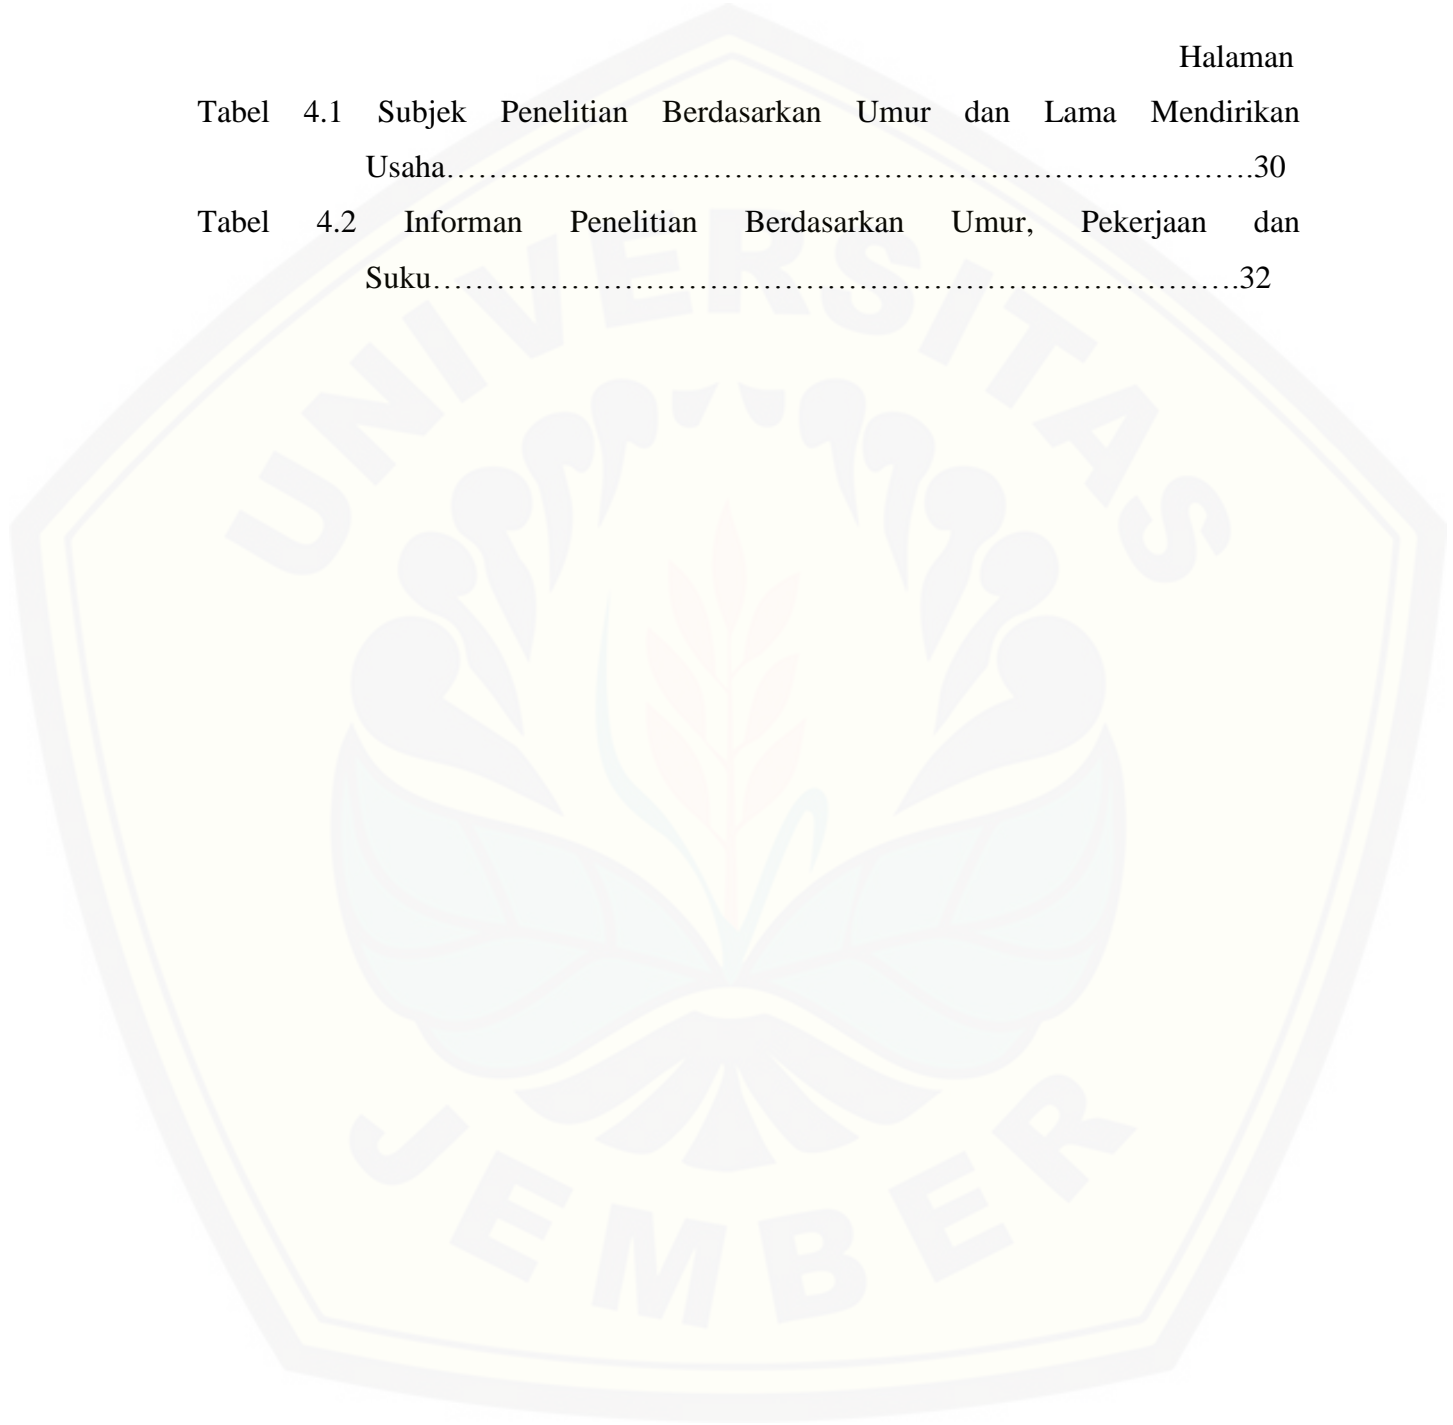 Halaman
Tabel 4.1 Subjek Penelitian Berdasarkan Umur dan Lama Mendirikan
Usaha……………………………………………………………………….30
Tabel 4.2 Informan Penelitian Berdasarkan Umur, Pekerjaan dan
Suku……………………………………………………………………….32
UNIVERSITAS
JEMBER